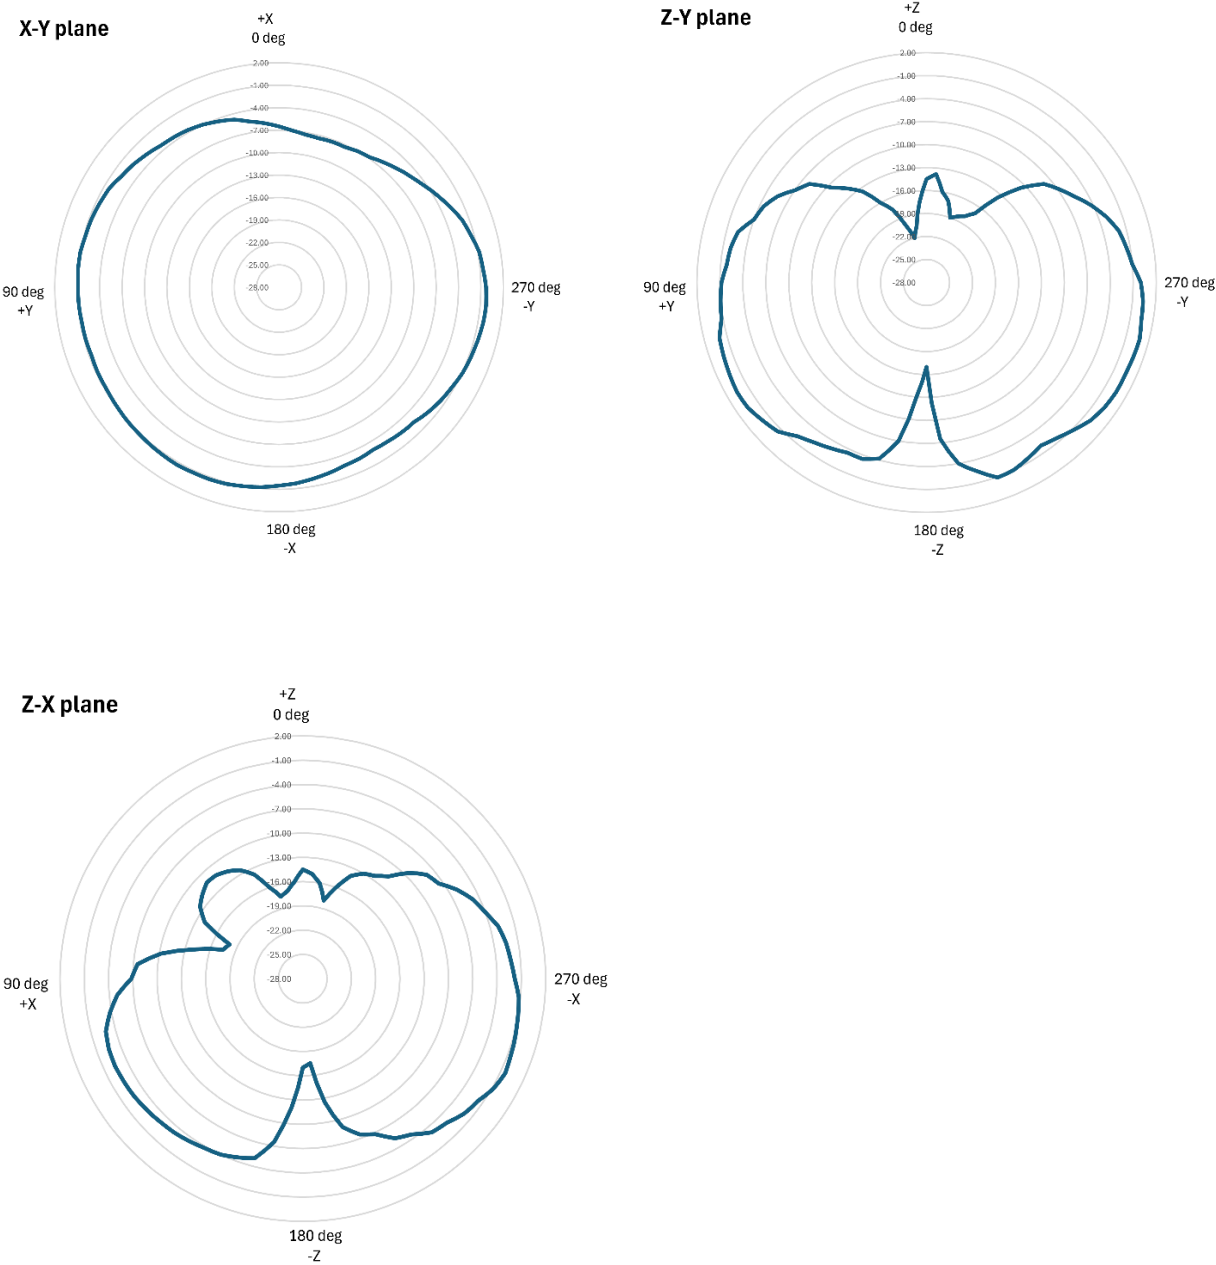 X-Y plane
+X
0 deg
2.00
-1.00
-4.00
-7.00
-10.00
-13.00
-16.00
-19.00
-22.00
25.00
-28.00
90 deg
+Y
270 deg
-Y
180 deg
-X
Z-Y plane
+Z
0 deg
2.00
-1.00
-4.00
-7.00
-10.00
-13.00
-16.00
-19.00
-22.00
-25.00
-28.00
90 deg
+Y
270 deg
-Y
180 deg
-Z
Z-X plane
+Z
0 deg
2.00
-1.00
-4.00
-7.00
-10.00
-13.00
-16.00
-19.00
-22.00
25.00
-28.00
90 deg
+X
270 deg
-X
180 deg
-Z